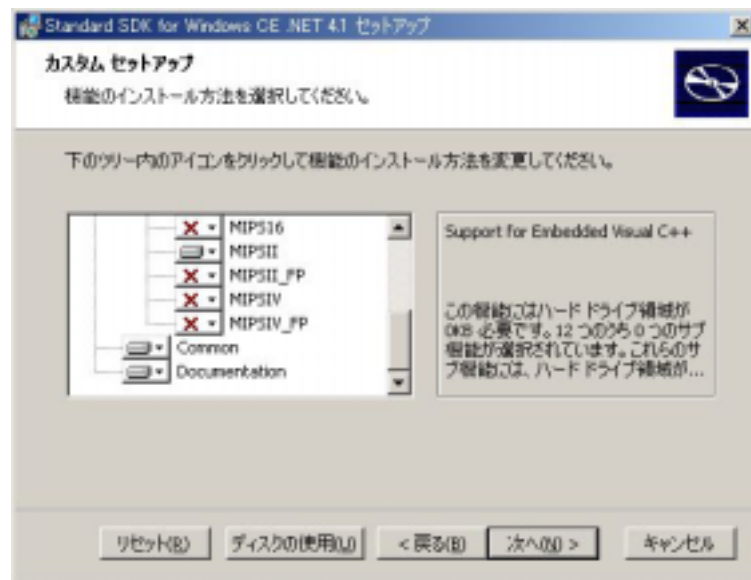 Standard SDK for Windows CE .NET 4.1 セットアップ
カスタム セットアップ
機能のインストール方法を選択してください。
下のツリー内のアイコンをクリックして機能のインストール方法を変更してください。
MIPS16
MIPSII
MIPSII_FP
MIPSIV
MIPSIV_FP
Common
Documentation
Support for Embedded Visual C++
この機能にはハード ドライブ領域が
0KB 必要です。12 つのうち 0 つのサブ
機能が選択されています。これらのサ
ブ機能には、ハード ドライブ領域が...
リセット(R)
ディスクの使用(U)
< 戻る(B)
次へ(N) >
キャンセル